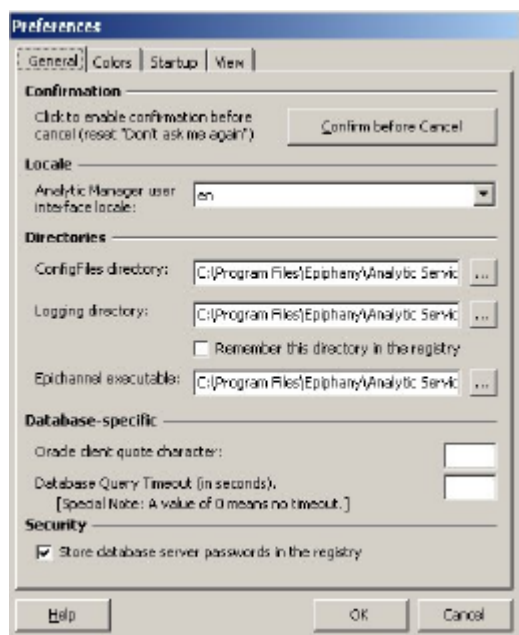 Preferences
General Colors Startup View
Confirmation
Click to enable confirmation before
cancel (reset "Don't ask me again")
Confirm before Cancel
Locale
Analytic Manager user
interface locale:
en
Directories
ConfigFiles directory: C:\Program Files\Epiphany\Analytic Servic ...
Logging directory: C:\Program Files\Epiphany\Analytic Servic ...
Remember this directory in the registry
Epichannel executable: C:\Program Files\Epiphany\Analytic Servic ...
Database-specific
Oracle client quote character:
Database Query Timeout (in seconds).
[Special Note: A value of 0 means no timeout.]
Security
Store database server passwords in the registry
Help OK Cancel